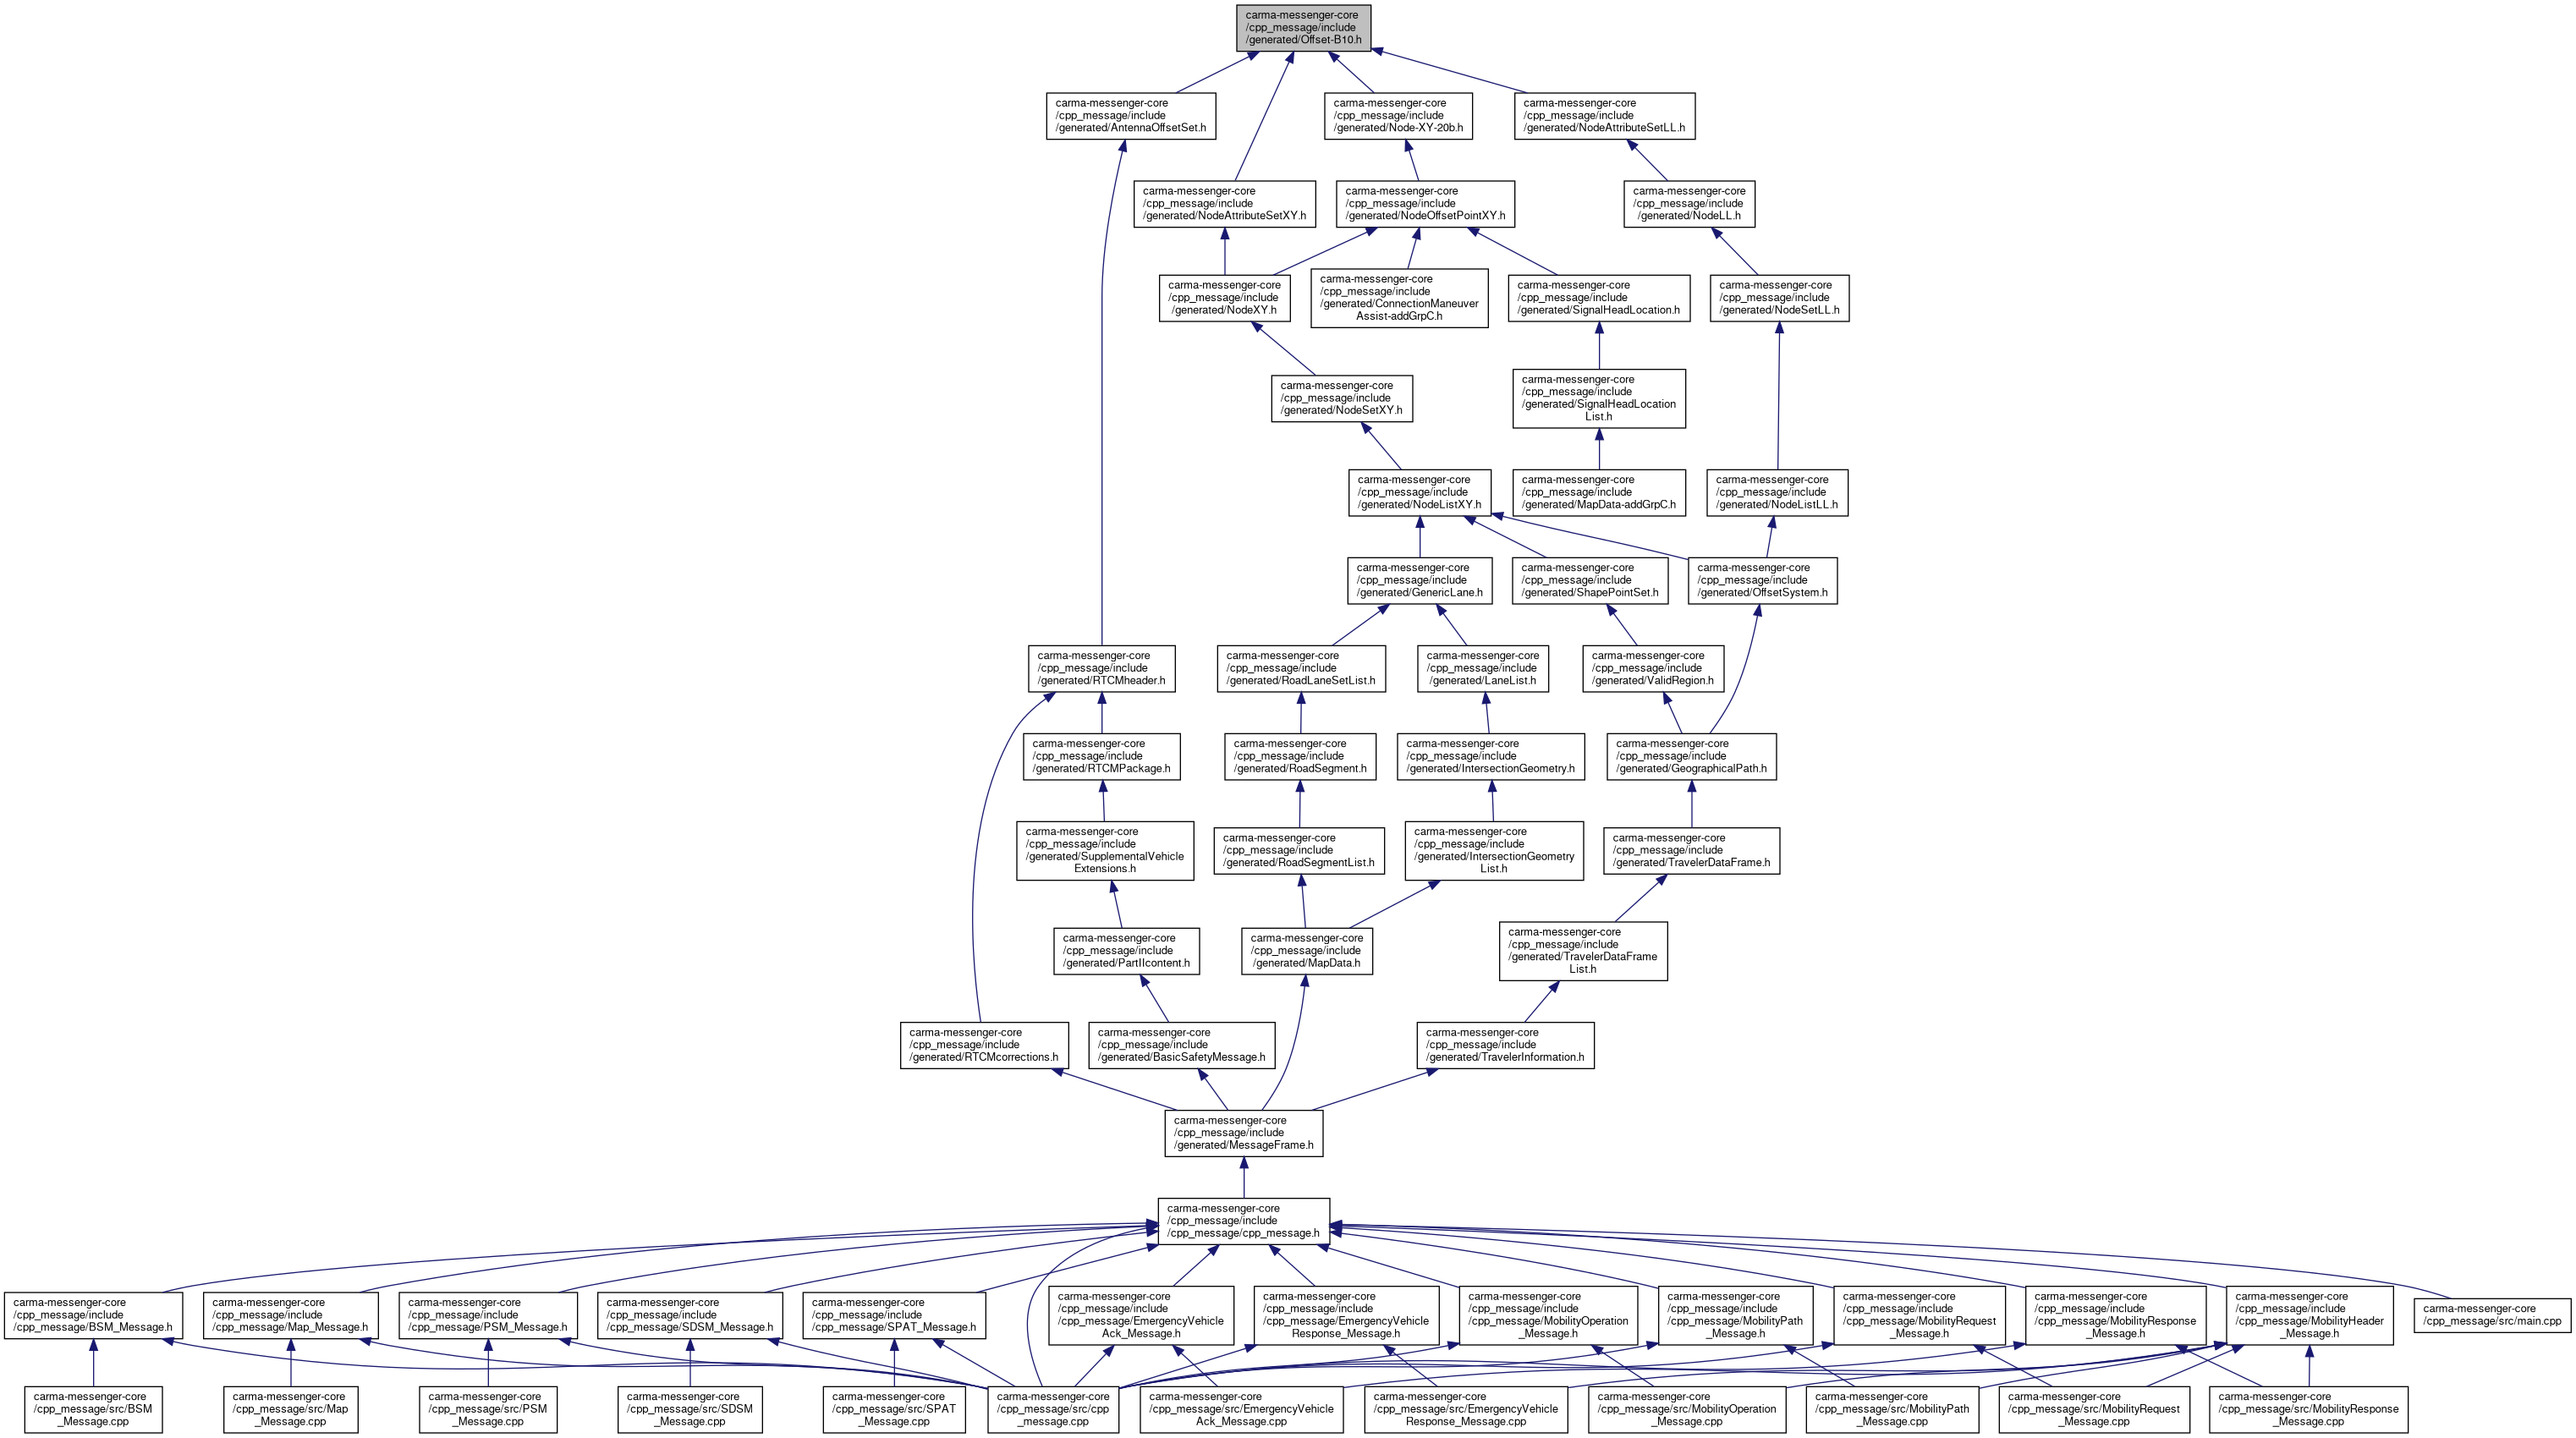 carma-messenger-core
/cpp_message/include
/generated/Offset-B10.h
carma-messenger-core
/cpp_message/include
/generated/AntennaOffsetSet.h
carma-messenger-core
/cpp_message/include
/generated/Node-XY-20b.h
carma-messenger-core
/cpp_message/include
/generated/NodeAttributeSetLL.h
carma-messenger-core
/cpp_message/include
/generated/NodeAttributeSetXY.h
carma-messenger-core
/cpp_message/include
/generated/NodeOffsetPointXY.h
carma-messenger-core
/cpp_message/include
/generated/NodeLL.h
carma-messenger-core
/cpp_message/include
/generated/NodeXY.h
carma-messenger-core
/cpp_message/include
/generated/ConnectionManeuver
Assist-addGrpC.h
carma-messenger-core
/cpp_message/include
/generated/SignalHeadLocation.h
carma-messenger-core
/cpp_message/include
/generated/NodeSetLL.h
carma-messenger-core
/cpp_message/include
/generated/NodeSetXY.h
carma-messenger-core
/cpp_message/include
/generated/SignalHeadLocation
List.h
carma-messenger-core
/cpp_message/include
/generated/NodeListXY.h
carma-messenger-core
/cpp_message/include
/generated/MapData-addGrpC.h
carma-messenger-core
/cpp_message/include
/generated/NodeListLL.h
carma-messenger-core
/cpp_message/include
/generated/GenericLane.h
carma-messenger-core
/cpp_message/include
/generated/ShapePointSet.h
carma-messenger-core
/cpp_message/include
/generated/OffsetSystem.h
carma-messenger-core
/cpp_message/include
/generated/RTCMheader.h
carma-messenger-core
/cpp_message/include
/generated/RoadLaneSetList.h
carma-messenger-core
/cpp_message/include
/generated/LaneList.h
carma-messenger-core
/cpp_message/include
/generated/ValidRegion.h
carma-messenger-core
/cpp_message/include
/generated/RTCMPackage.h
carma-messenger-core
/cpp_message/include
/generated/RoadSegment.h
carma-messenger-core
/cpp_message/include
/generated/IntersectionGeometry.h
carma-messenger-core
/cpp_message/include
/generated/GeographicalPath.h
carma-messenger-core
/cpp_message/include
/generated/SupplementalVehicle
Extensions.h
carma-messenger-core
/cpp_message/include
/generated/RoadSegmentList.h
carma-messenger-core
/cpp_message/include
/generated/IntersectionGeometry
List.h
carma-messenger-core
/cpp_message/include
/generated/TravelerDataFrame.h
carma-messenger-core
/cpp_message/include
/generated/PartIIcontent.h
carma-messenger-core
/cpp_message/include
/generated/MapData.h
carma-messenger-core
/cpp_message/include
/generated/TravelerDataFrame
List.h
carma-messenger-core
/cpp_message/include
/generated/RTCMcorrections.h
carma-messenger-core
/cpp_message/include
/generated/BasicSafetyMessage.h
carma-messenger-core
/cpp_message/include
/generated/TravelerInformation.h
carma-messenger-core
/cpp_message/include
/generated/MessageFrame.h
carma-messenger-core
/cpp_message/include
/cpp_message/cpp_message.h
carma-messenger-core
/cpp_message/include
/cpp_message/BSM_Message.h
carma-messenger-core
/cpp_message/include
/cpp_message/Map_Message.h
carma-messenger-core
/cpp_message/include
/cpp_message/PSM_Message.h
carma-messenger-core
/cpp_message/include
/cpp_message/SDSM_Message.h
carma-messenger-core
/cpp_message/include
/cpp_message/SPAT_Message.h
carma-messenger-core
/cpp_message/include
/cpp_message/EmergencyVehicle
Ack_Message.h
carma-messenger-core
/cpp_message/include
/cpp_message/EmergencyVehicle
Response_Message.h
carma-messenger-core
/cpp_message/include
/cpp_message/MobilityOperation
_Message.h
carma-messenger-core
/cpp_message/include
/cpp_message/MobilityPath
_Message.h
carma-messenger-core
/cpp_message/include
/cpp_message/MobilityRequest
_Message.h
carma-messenger-core
/cpp_message/include
/cpp_message/MobilityResponse
_Message.h
carma-messenger-core
/cpp_message/include
/cpp_message/MobilityHeader
_Message.h
carma-messenger-core
/cpp_message/src/main.cpp
carma-messenger-core
/cpp_message/src/BSM
_Message.cpp
carma-messenger-core
/cpp_message/src/Map
_Message.cpp
carma-messenger-core
/cpp_message/src/PSM
_Message.cpp
carma-messenger-core
/cpp_message/src/SDSM
_Message.cpp
carma-messenger-core
/cpp_message/src/SPAT
_Message.cpp
carma-messenger-core
/cpp_message/src/cpp
_message.cpp
carma-messenger-core
/cpp_message/src/EmergencyVehicle
Ack_Message.cpp
carma-messenger-core
/cpp_message/src/EmergencyVehicle
Response_Message.cpp
carma-messenger-core
/cpp_message/src/MobilityOperation
_Message.cpp
carma-messenger-core
/cpp_message/src/MobilityPath
_Message.cpp
carma-messenger-core
/cpp_message/src/MobilityRequest
_Message.cpp
carma-messenger-core
/cpp_message/src/MobilityResponse
_Message.cpp